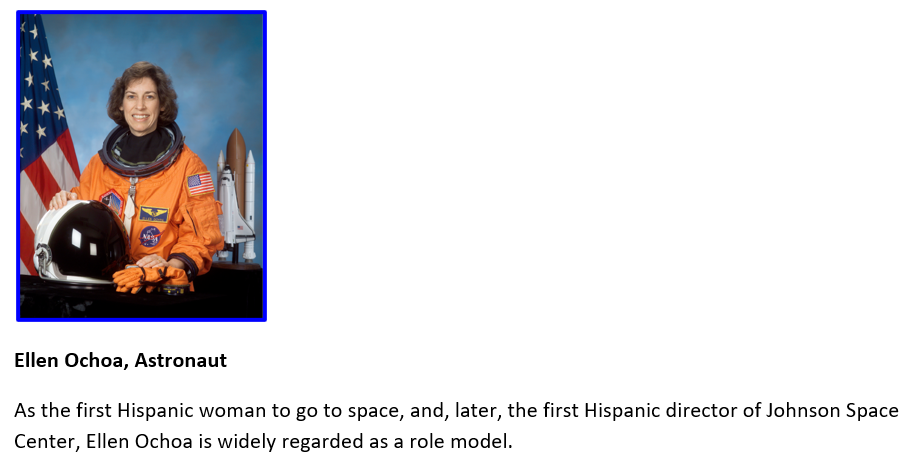 NASA
Ellen Ochoa, Astronaut
As the first Hispanic woman to go to space, and, later, the first Hispanic director of Johnson Space
Center, Ellen Ochoa is widely regarded as a role model.